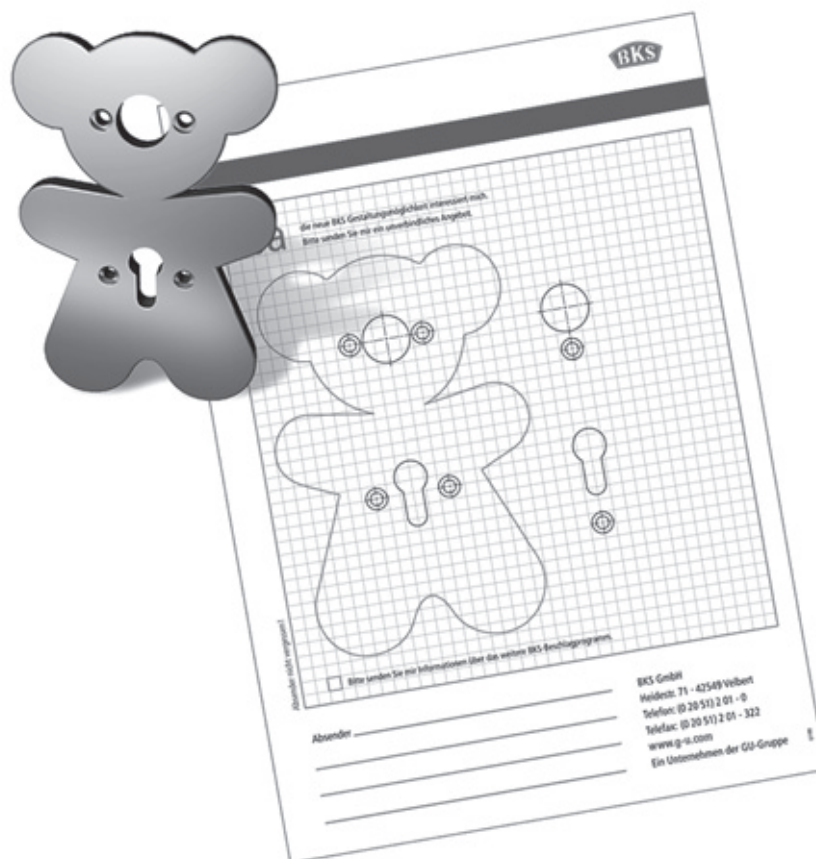 BKS
a
die neue BKS Gestaltungsmöglichkeit interessiert mich.
Bitte senden Sie mir ein unverbindliches Angebot.
Absender nicht vergessen!
Bitte senden Sie mir Informationen über das weitere BKS-Beschlagprogramm.
Absender
BKS GmbH
Heidestr. 71 - 42549 Velbert
Telefon: (0 20 51) 2 01 - 0
Telefax: (0 20 51) 2 01 - 322
www.g-u.com
Ein Unternehmen der GU-Gruppe